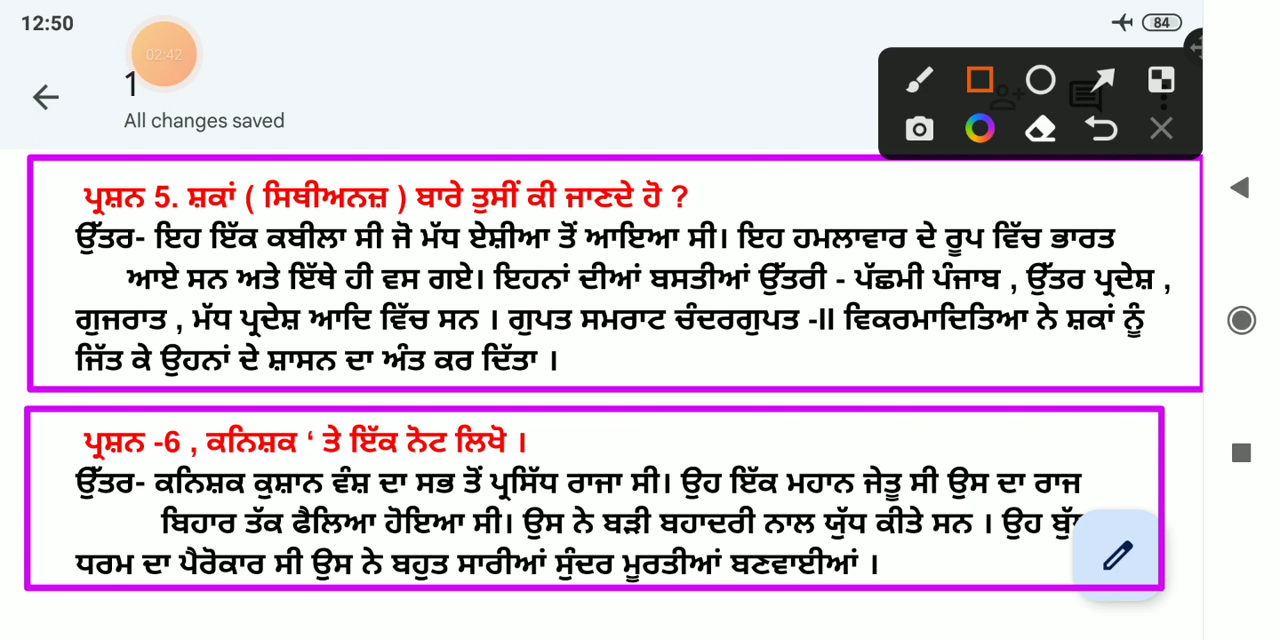 12:50
84
02:42
1
All changes saved
ਪ੍ਰਸ਼ਨ 5. ਸ਼ਕਾਂ ( ਸਿਥੀਅਨਜ਼ ) ਬਾਰੇ ਤੁਸੀਂ ਕੀ ਜਾਣਦੇ ਹੋ ?
ਉੱਤਰ- ਇਹ ਇੱਕ ਕਬੀਲਾ ਸੀ ਜੋ ਮੱਧ ਏਸ਼ੀਆ ਤੋਂ ਆਇਆ ਸੀ। ਇਹ ਹਮਲਾਵਾਰ ਦੇ ਰੂਪ ਵਿੱਚ ਭਾਰਤ
ਆਏ ਸਨ ਅਤੇ ਇੱਥੇ ਹੀ ਵਸ ਗਏ। ਇਹਨਾਂ ਦੀਆਂ ਬਸਤੀਆਂ ਉੱਤਰੀ - ਪੱਛਮੀ ਪੰਜਾਬ , ਉੱਤਰ ਪ੍ਰਦੇਸ਼ ,
ਗੁਜਰਾਤ , ਮੱਧ ਪ੍ਰਦੇਸ਼ ਆਦਿ ਵਿੱਚ ਸਨ । ਗੁਪਤ ਸਮਰਾਟ ਚੰਦਰਗੁਪਤ -II ਵਿਕਰਮਾਦਿਤਿਆ ਨੇ ਸ਼ਕਾਂ ਨੂੰ
ਜਿੱਤ ਕੇ ਉਹਨਾਂ ਦੇ ਸ਼ਾਸਨ ਦਾ ਅੰਤ ਕਰ ਦਿੱਤਾ ।
ਪ੍ਰਸ਼ਨ -6 , ਕਨਿਸ਼ਕ ‘ ਤੇ ਇੱਕ ਨੋਟ ਲਿਖੋ ।
ਉੱਤਰ- ਕਨਿਸ਼ਕ ਕੁਸ਼ਾਨ ਵੰਸ਼ ਦਾ ਸਭ ਤੋਂ ਪ੍ਰਸਿੱਧ ਰਾਜਾ ਸੀ। ਉਹ ਇੱਕ ਮਹਾਨ ਜੇਤੂ ਸੀ ਉਸ ਦਾ ਰਾਜ
ਬਿਹਾਰ ਤੱਕ ਫੈਲਿਆ ਹੋਇਆ ਸੀ। ਉਸ ਨੇ ਬੜੀ ਬਹਾਦਰੀ ਨਾਲ ਯੁੱਧ ਕੀਤੇ ਸਨ । ਉਹ
ਧਰਮ ਦਾ ਪੈਰੋਕਾਰ ਸੀ ਉਸ ਨੇ ਬਹੁਤ ਸਾਰੀਆਂ ਸੁੰਦਰ ਮੂਰਤੀਆਂ ਬਣਵਾਈਆਂ ।